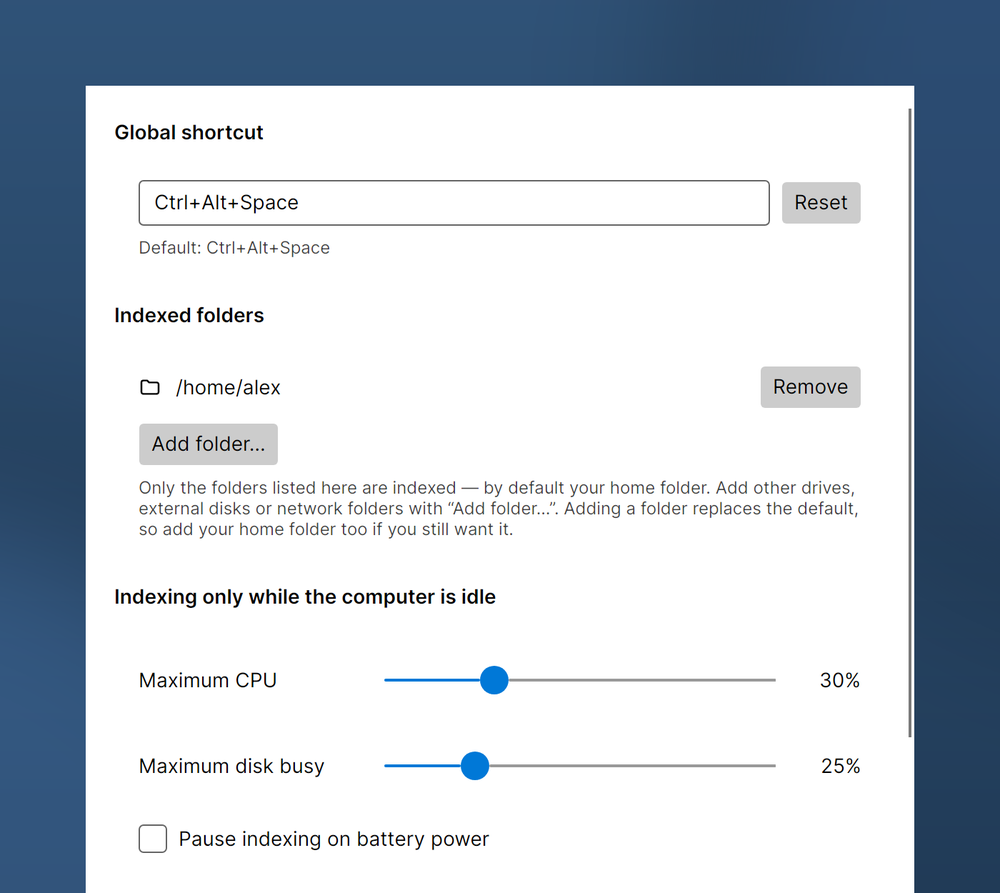 Global shortcut
Ctrl+Alt+Space
Reset
Default: Ctrl+Alt+Space
Indexed folders
/home/alex
Remove
Add folder...
Only the folders listed here are indexed — by default your home folder. Add other drives,
external disks or network folders with “Add folder...”. Adding a folder replaces the default,
so add your home folder too if you still want it.
Indexing only while the computer is idle
Maximum CPU
30%
Maximum disk busy
25%
Pause indexing on battery power